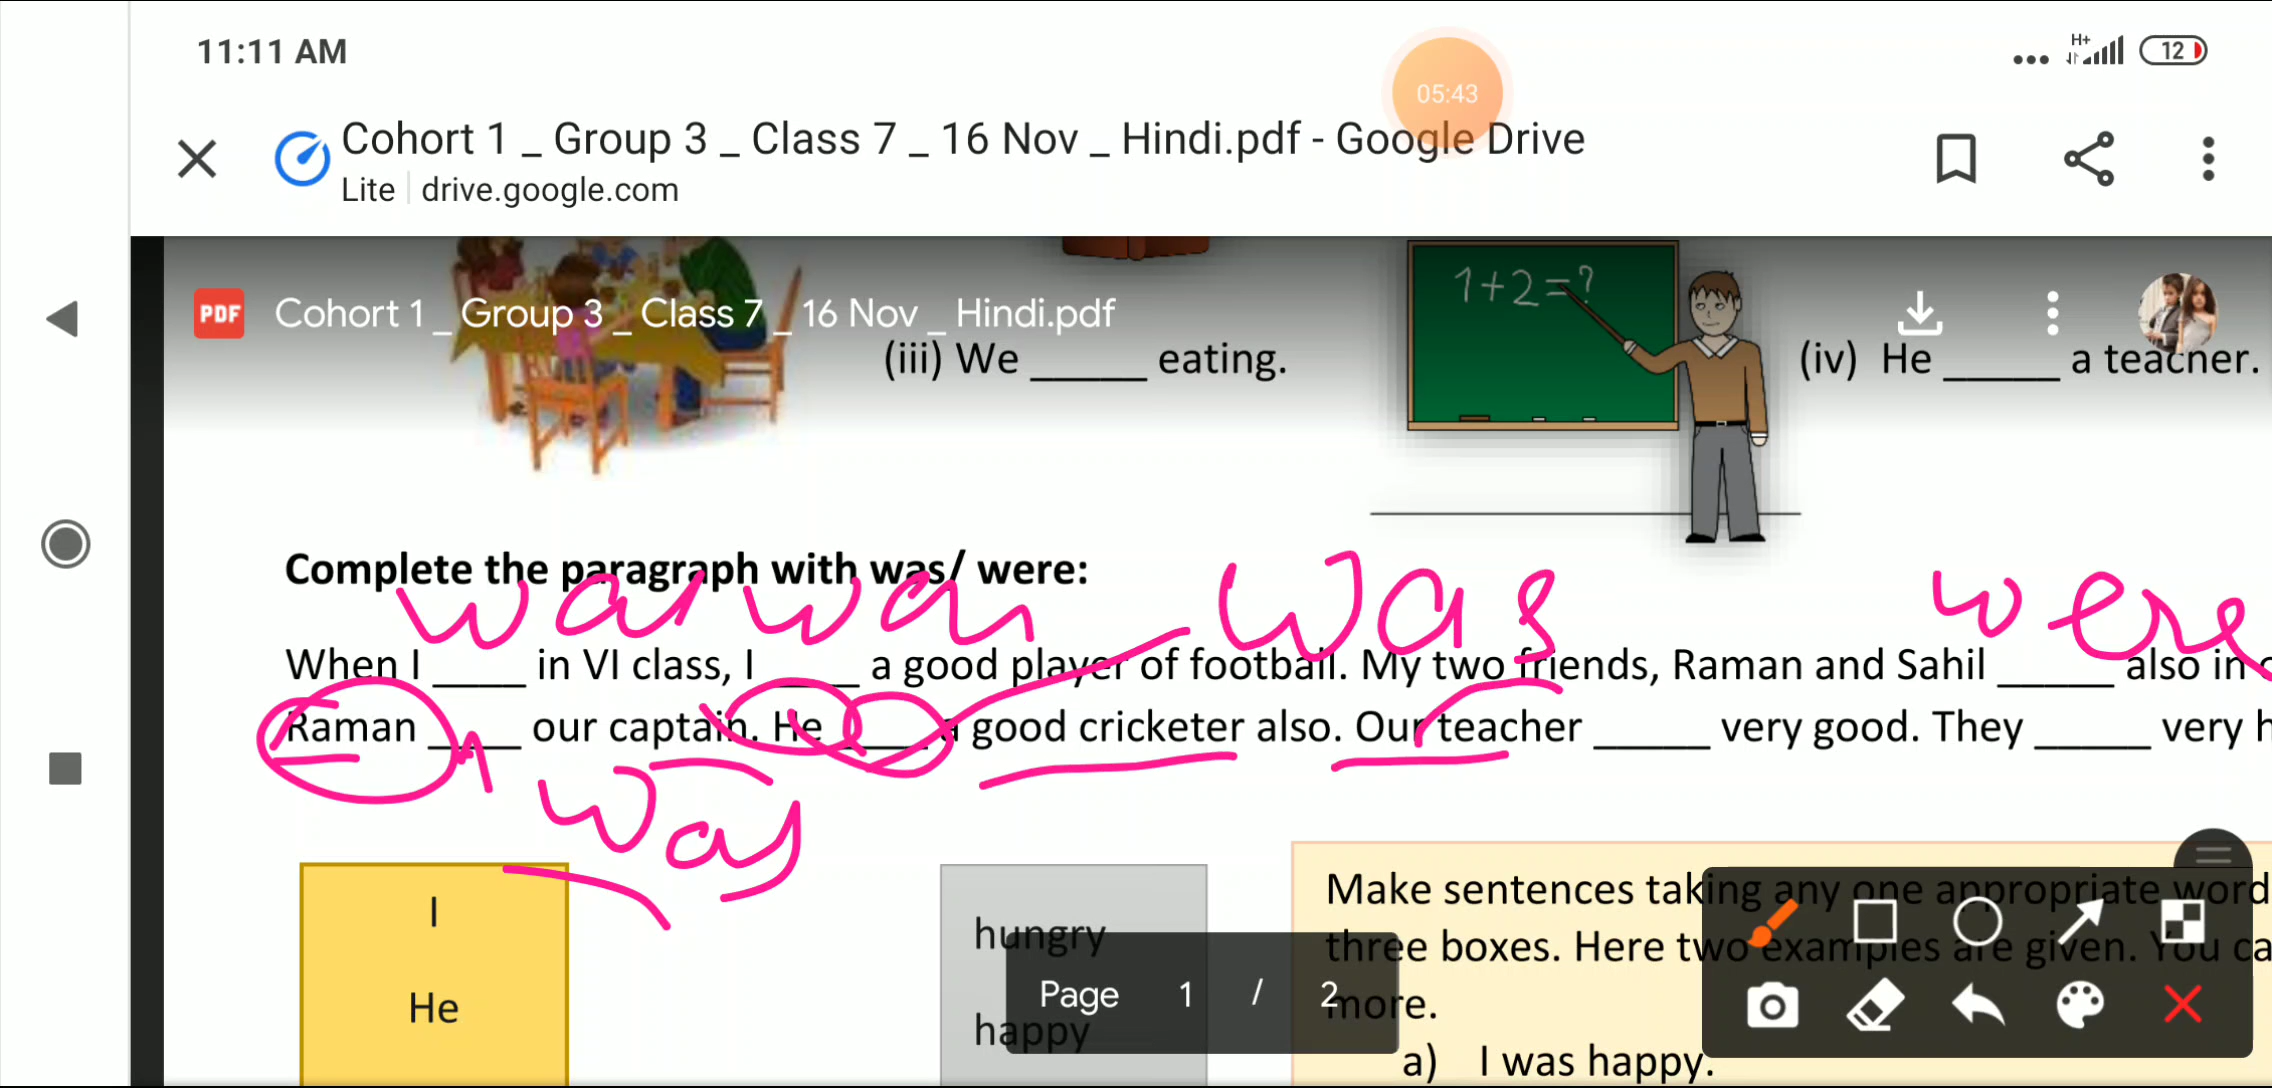 11:11 AM
H+
12
05:43
Cohort 1 _ Group 3 _ Class 7 _ 16 Nov _ Hindi.pdf - Google Drive
Lite drive.google.com
1+2=?
PDF Cohort 1 _ Group 3 _ Class 7 _ 16 Nov _ Hindi.pdf
(iii) We _____ eating.
(iv) He _____ a teacher.
Complete the paragraph with was/ were:
was was was were
When I ____ in VI class, I ____ a good player of football. My two friends, Raman and Sahil _____ also in
Raman ____ our captain. He ____ a good cricketer also. Our teacher _____ very good. They _____ very h
was
I
He
hungry
happy
Make sentences taking any one appropriate word
three boxes. Here two examples are given. You ca
more.
a) I was happy.
Page 1 / 2